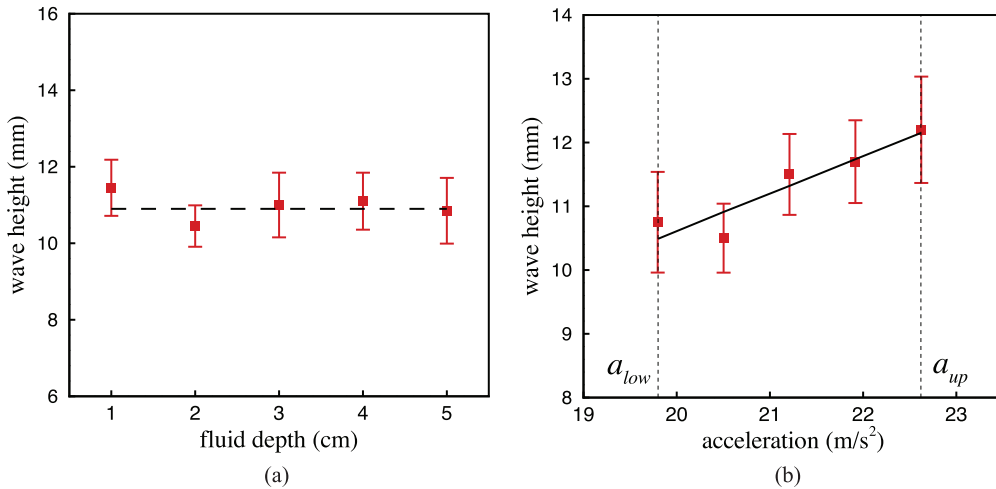 16
14
12
10
8
6
wave height (mm)
1 2 3 4 5
fluid depth (cm)
(a)
14
13
12
11
10
9
8
wave height (mm)
a_low
a_up
19 20 21 22 23
acceleration (m/s²)
(b)